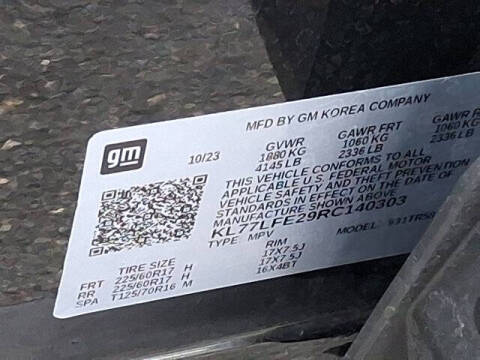 MFD BY GM KOREA COMPANY
gm
10/23
GVWR GAWR FRT GAWR
1880 KG 1060 KG 1060 KG
4145 LB 2336 LB 2336 LB
THIS VEHICLE CONFORMS TO ALL
APPLICABLE U.S. FEDERAL MOTOR
VEHICLE SAFETY AND THEFT PREVENTION
STANDARDS IN EFFECT ON THE DATE OF
MANUFACTURE SHOWN ABOVE
KL77LFE29RC140303
TYPE: MPV MODEL:
TIRE SIZE RIM
FRT 225/60R17 H 17X7.5J
RR 225/60R17 H 17X7.5J
SPA T125/70R16 M 16X4BT